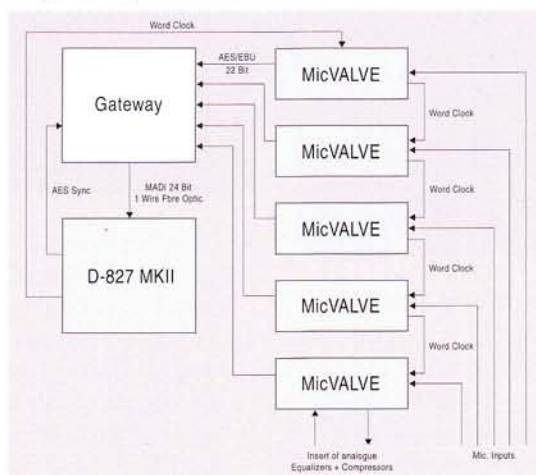 Word Clock
AES/EBU
22 Bit
MicVALVE
Gateway
Word Clock
MicVALVE
AES Sync
MADI 24 Bit
1 Wire Fbre Optic
Word Clock
MicVALVE
D-827 MKII
Word Clock
MicVALVE
Word Clock
MicVALVE
Insert of analogue
Equalizers + Compressors
Mic. Inputs